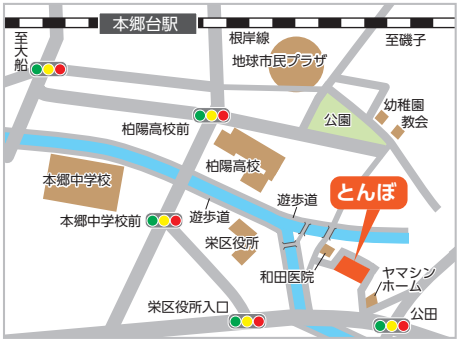 本郷台駅
至大船
根岸線
至磯子
地球市民プラザ
幼稚園
教会
公園
柏陽高校前
柏陽高校
本郷中学校
とんぼ
遊歩道
遊歩道
本郷中学校前
栄区役所
和田医院
ヤマシンホーム
栄区役所入口
公田